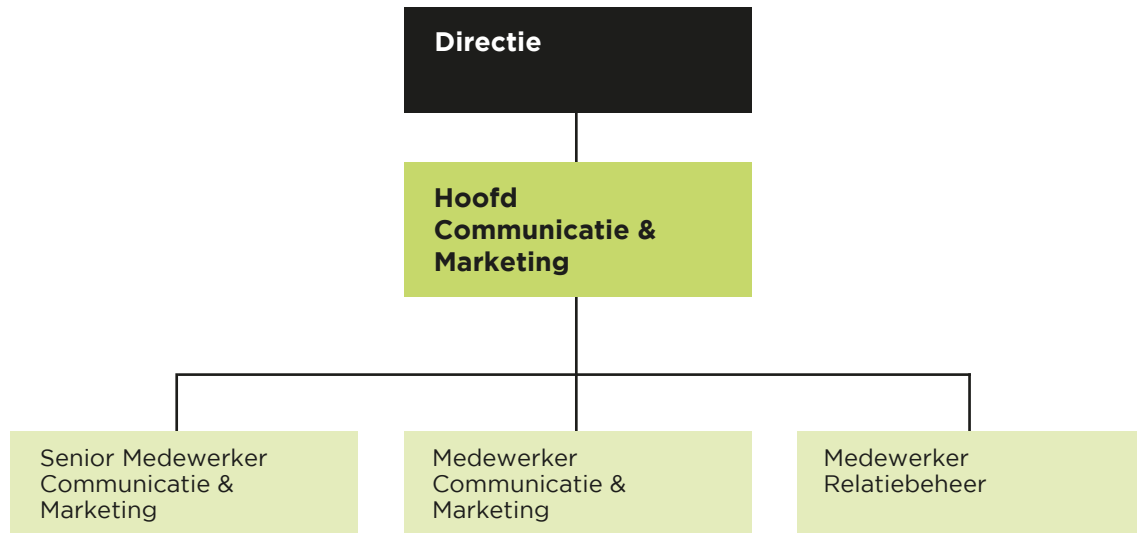 Directie
Hoofd
Communicatie &
Marketing
Senior Medewerker
Communicatie &
Marketing
Medewerker
Communicatie &
Marketing
Medewerker
Relatiebeheer